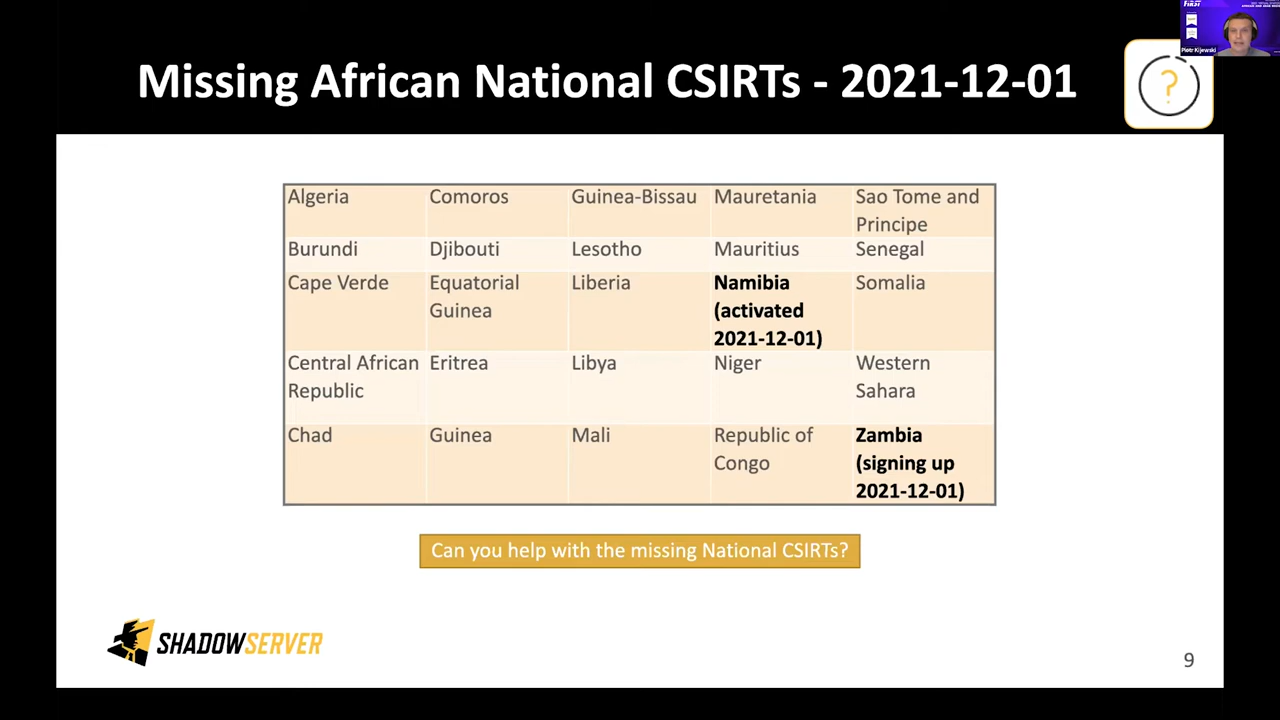 Missing African National CSIRTs - 2021-12-01
?
Piotr Kijewski
Algeria
Comoros
Guinea-Bissau
Mauretania
Sao Tome and
Principe
Burundi
Djibouti
Lesotho
Mauritius
Senegal
Cape Verde
Equatorial
Guinea
Liberia
Namibia
(activated
2021-12-01)
Somalia
Central African
Republic
Eritrea
Libya
Niger
Western
Sahara
Chad
Guinea
Mali
Republic of
Congo
Zambia
(signing up
2021-12-01)
Can you help with the missing National CSIRTs?
SHADOWSERVER
9